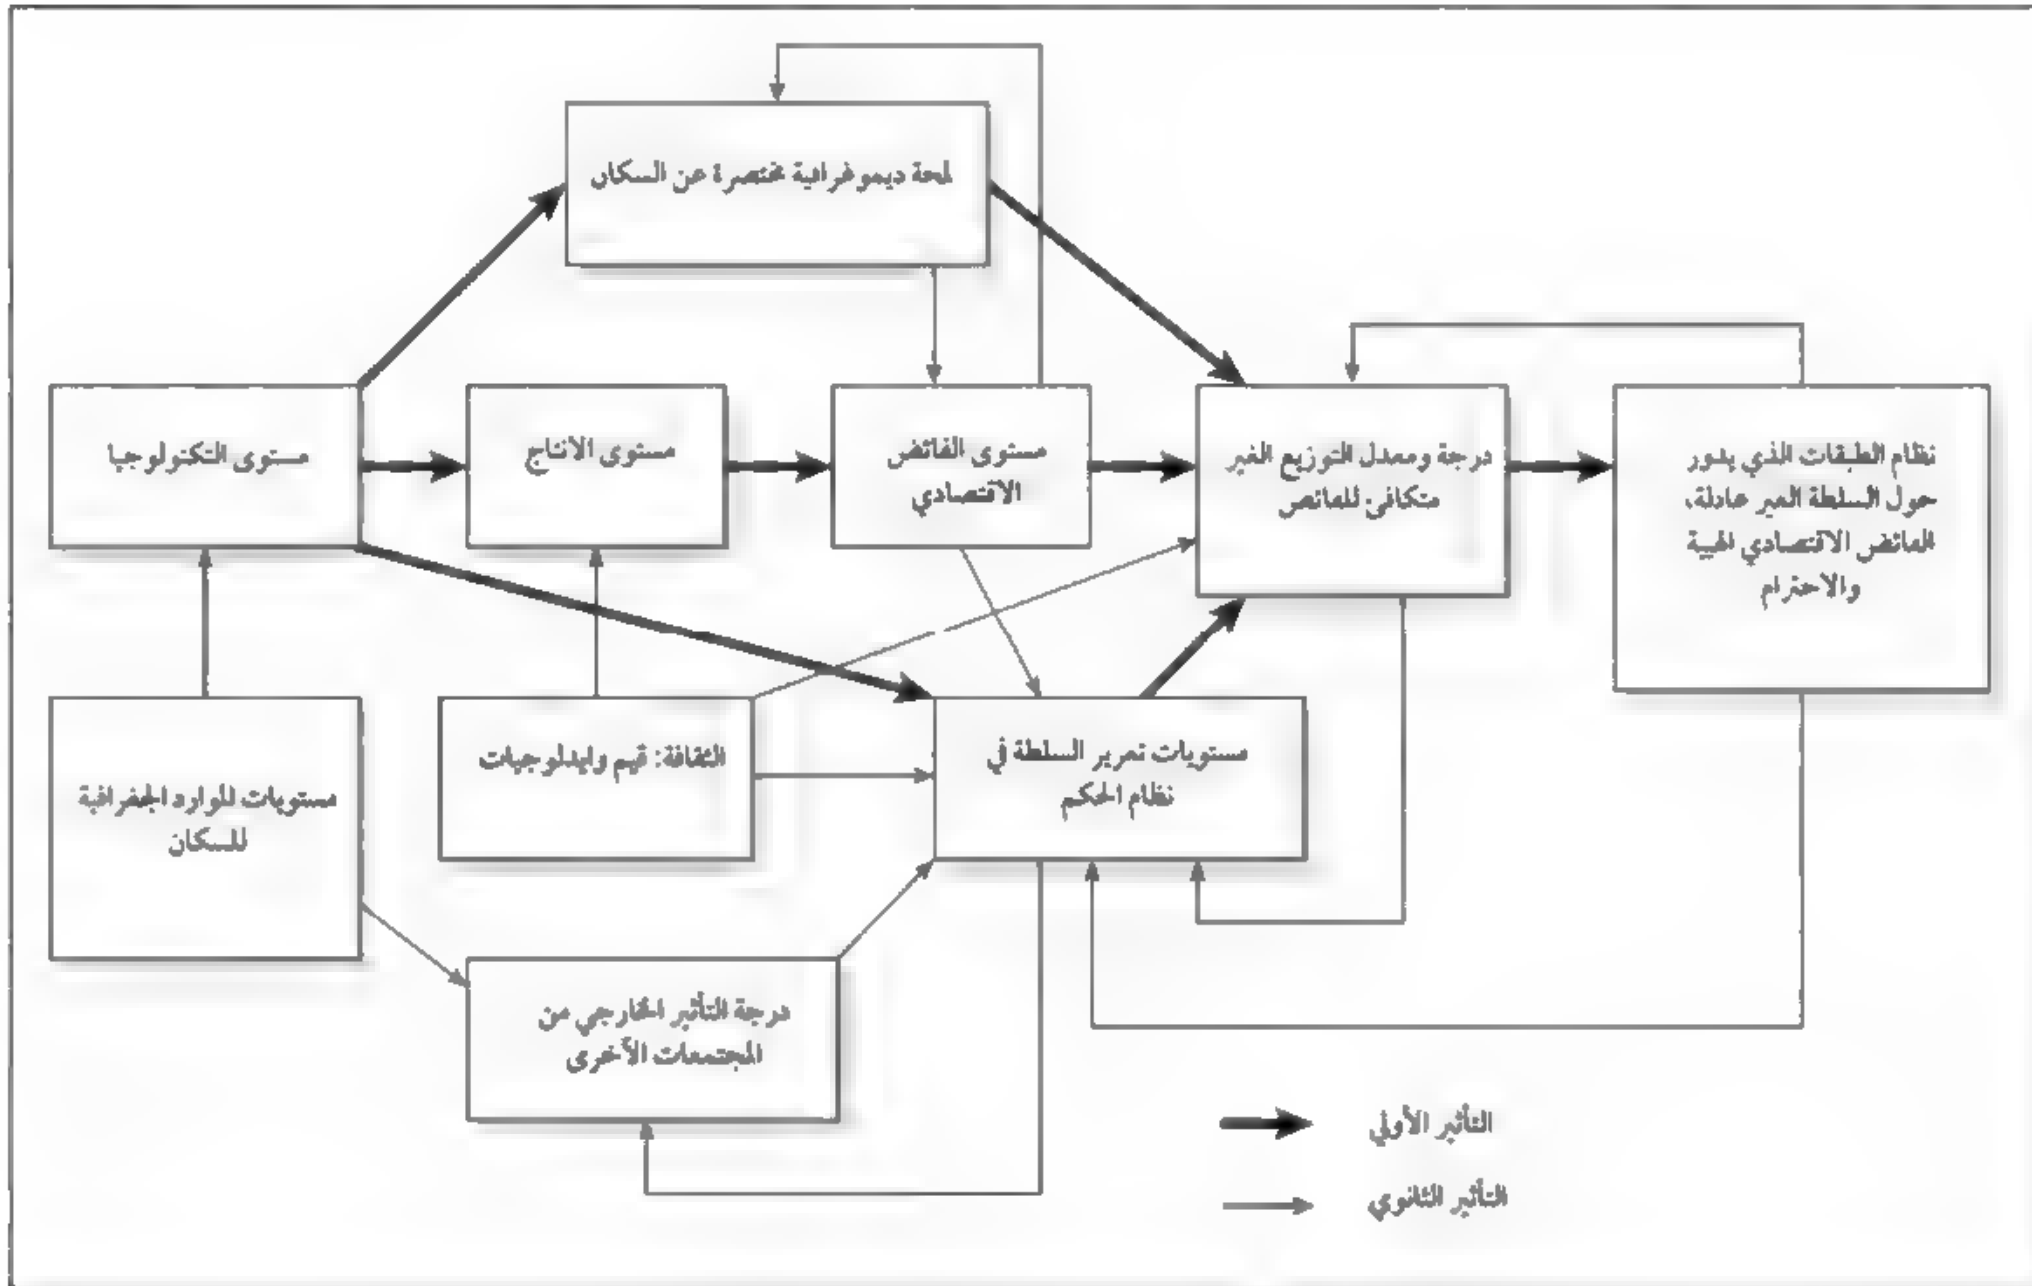 لمحة ديموغرافية مختصرة عن السكان
مستوى التكنولوجيا
مستوى الانتاج
مستوى الفائض
الاقتصادي
درجة ومعدل التوزيع الغير
متكافئ للفائض
نظام الطبقات الذي يدور
حول السلطة الغير عادلة،
الفائض الاقتصادي الهيبة
والاحترام
مستويات الموارد الجغرافية
للسكان
الثقافة: قيم وايدلوجيات
مستويات تمرير السلطة في
نظام الحكم
درجة التأثير الخارجي من
المجتمعات الأخرى
التأثير الأولي
التأثير الثانوي